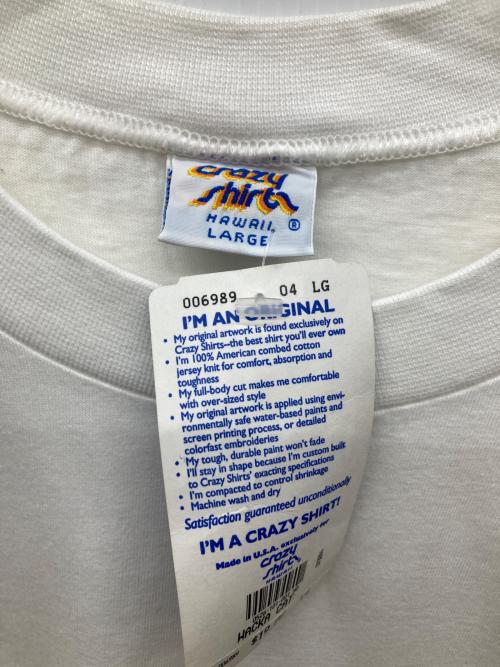 crazy
shirts
HAWAII ®
LARGE
006989 04 LG
I'M AN ORIGINAL
• My original artwork is found exclusively on
Crazy Shirts—the best shirt you'll ever own
• I'm 100% American combed cotton
jersey knit for comfort, absorption and
toughness
• My full-body cut makes me comfortable
with over-sized style
• My original artwork is applied using envi-
ronmentally safe water-based paints and
screen printing process, or detailed
colorfast embroideries
• My tough, durable paint won't fade
• I'll stay in shape because I'm custom built
to Crazy Shirts' exacting specifications
• I'm compacted to control shrinkage
• Machine wash and dry
Satisfaction guaranteed unconditionally
I'M A CRAZY SHIRT!
Made in U.S.A. exclusively for
crazy
shirts
HAWAII
WACKA CAT